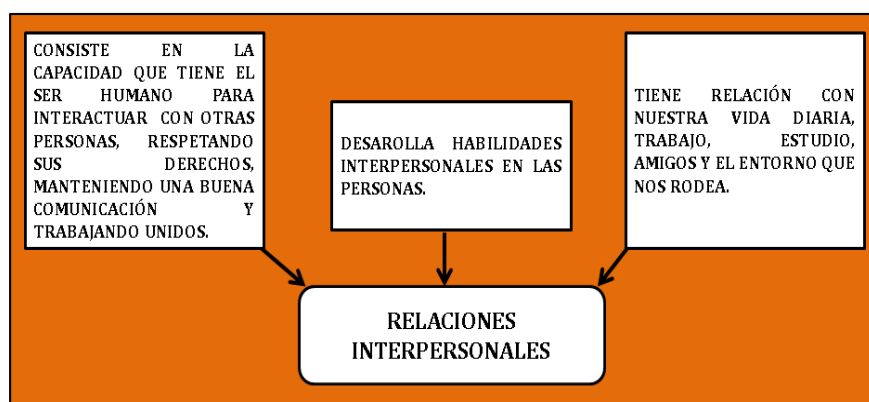 CONSISTE EN LA
CAPACIDAD QUE TIENE EL
SER HUMANO PARA
INTERACTUAR CON OTRAS
PERSONAS, RESPETANDO
SUS DERECHOS,
MANTENIENDO UNA BUENA
COMUNICACIÓN Y
TRABAJANDO UNIDOS.
DESAROLLA HABILIDADES
INTERPERSONALES EN LAS
PERSONAS.
TIENE RELACIÓN CON
NUESTRA VIDA DIARIA,
TRABAJO, ESTUDIO,
AMIGOS Y EL ENTORNO QUE
NOS RODEA.
RELACIONES
INTERPERSONALES